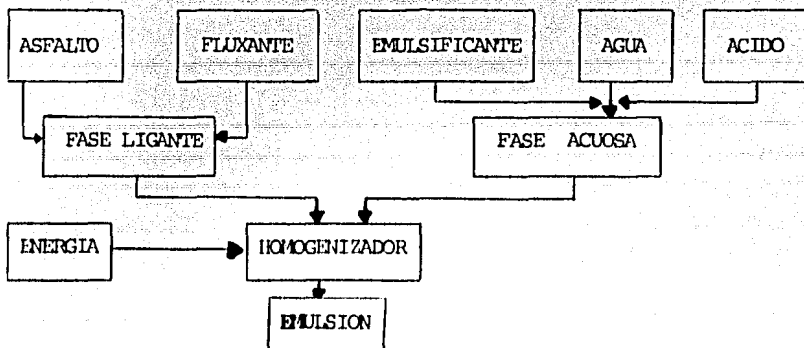 ASFALTO
FLUXANTE
EMULSIFICANTE
AGUA
ACIDO
FASE LIGANTE
FASE ACUOSA
ENERGIA
HOMOGENIZADOR
EMULSION